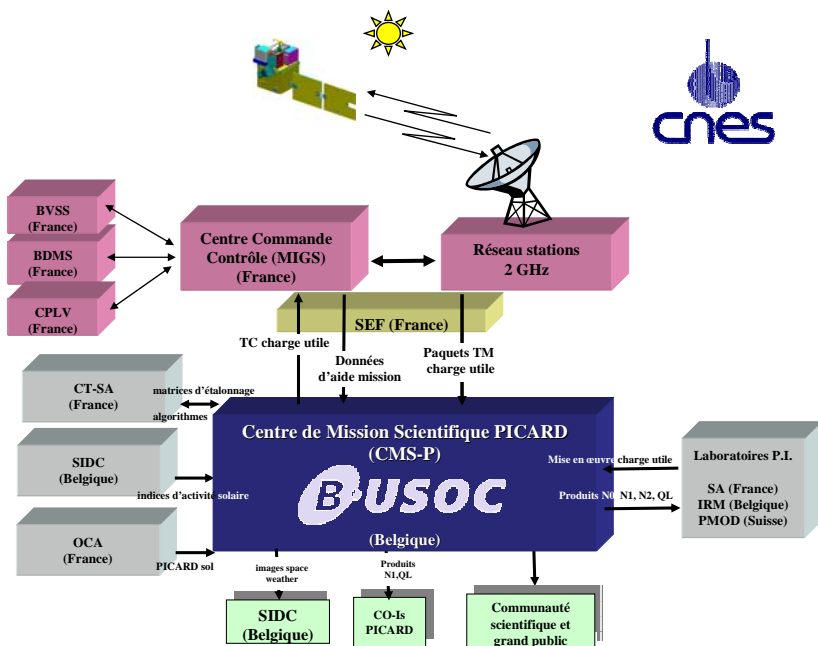 cnes
BVSS
(France)
BDMS
(France)
CPLV
(France)
Centre Commande
Contrôle (MIGS)
(France)
Réseau stations
2 GHz
SEF (France)
TC charge utile
Données
d'aide mission
Paquets TM
charge utile
CT-SA
(France)
matrices d'étalonnage
algorithmes
SIDC
(Belgique)
indices d'activité solaire
OCA
(France)
PICARD sol
Centre de Mission Scientifique PICARD
(CMS-P)
B-USOC
(Belgique)
Mise en œuvre charge utile
Produits N0 N1, N2, QL
Laboratoires P.I.
SA (France)
IRM (Belgique)
PMOD (Suisse)
images space
weather
Produits
N1,QL
SIDC
(Belgique)
CO-Is
PICARD
Communauté
scientifique et
grand public